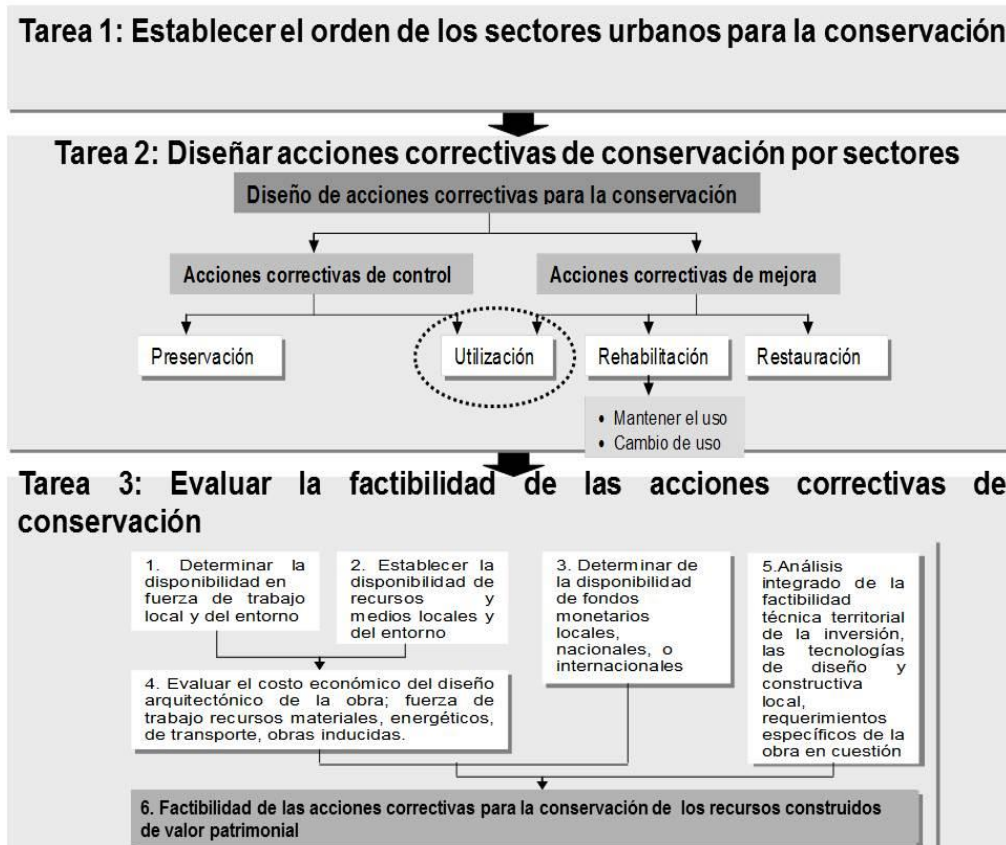 Tarea 1: Establecer el orden de los sectores urbanos para la conservación
Tarea 2: Diseñar acciones correctivas de conservación por sectores
Diseño de acciones correctivas para la conservación
Acciones correctivas de control
Acciones correctivas de mejora
Preservación
Utilización
Rehabilitación
Restauración
• Mantener el uso
• Cambio de uso
Tarea 3: Evaluar la factibilidad de las acciones correctivas de
conservación
1. Determinar la
disponibilidad en
fuerza de trabajo
local y del entorno
2. Establecer la
disponibilidad de
recursos y
medios locales y
del entorno
3. Determinar de
la disponibilidad
de fondos
monetarios
locales,
nacionales, o
internacionales
5.Análisis
integrado de la
factibilidad
técnica territorial
de la inversión,
las tecnologías
de diseño y
constructiva
local,
requerimientos
específicos de la
obra en cuestión
4. Evaluar el costo económico del diseño
arquitectónico de la obra; fuerza de
trabajo recursos materiales, energéticos,
de transporte, obras inducidas.
6. Factibilidad de las acciones correctivas para la conservación de los recursos construidos
de valor patrimonial